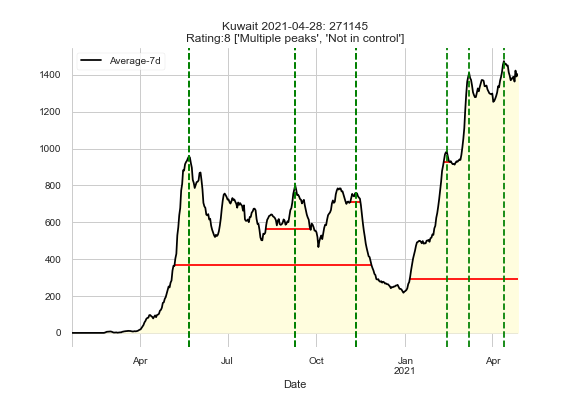 Kuwait 2021-04-28: 271145
Rating:8 ['Multiple peaks', 'Not in control']
Average-7d
1400
1200
1000
800
600
400
200
0
Apr Jul Oct Jan Apr
2021
Date